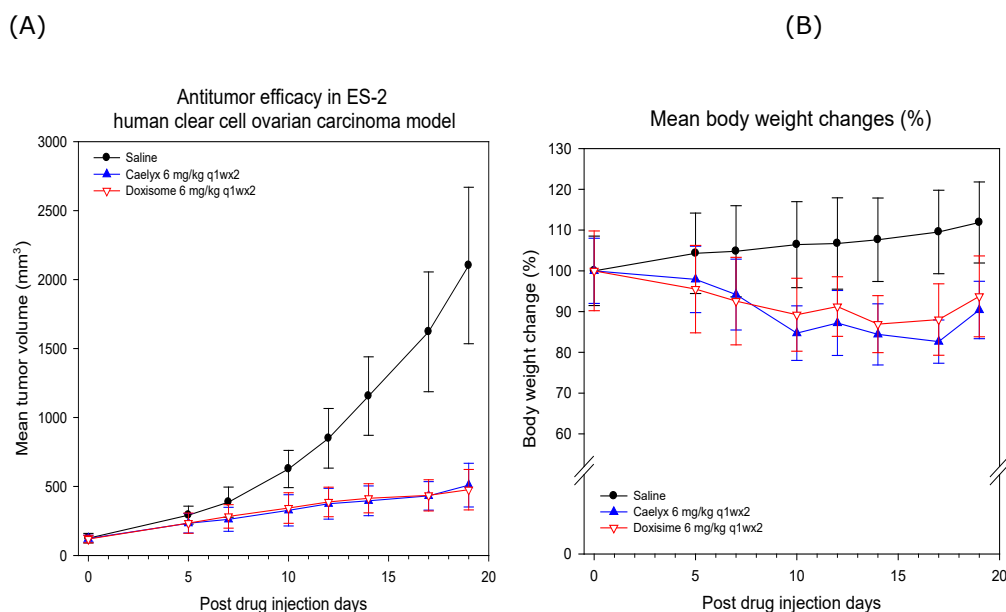 (A)
(B)
Antitumor efficacy in ES-2
human clear cell ovarian carcinoma model
3000
2500
2000
1500
1000
500
0
Mean tumor volume (mm³)
Saline
Caelyx 6 mg/kg q1wx2
Doxisome 6 mg/kg q1wx2
0 5 10 15 20
Post drug injection days
Mean body weight changes (%)
130
120
110
100
90
80
70
60
0
Body weight change (%)
Saline
Caelyx 6 mg/kg q1wx2
Doxisime 6 mg/kg q1wx2
0 5 10 15 20
Post drug injection days